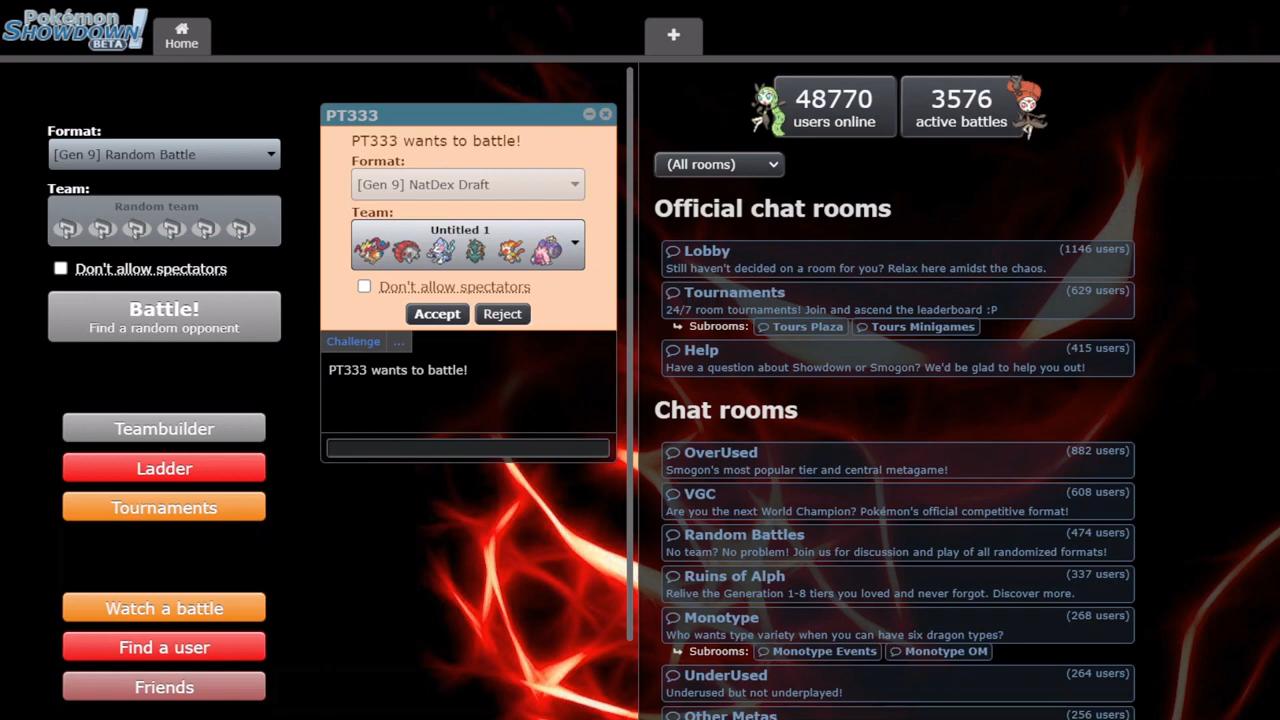 Pokémon
SHOWDOWN!
BETA
Home
+
Format:
[Gen 9] Random Battle
Team:
Random team
Don't allow spectators
Battle!
Find a random opponent
Teambuilder
Ladder
Tournaments
Watch a battle
Find a user
Friends
PT333
PT333 wants to battle!
Format:
[Gen 9] NatDex Draft
Team:
Untitled 1
Don't allow spectators
Accept Reject
Challenge ...
PT333 wants to battle!
48770
users online
3576
active battles
(All rooms)
Official chat rooms
Lobby (1146 users)
Still haven't decided on a room for you? Relax here amidst the chaos.
Tournaments (629 users)
24/7 room tournaments! Join and ascend the leaderboard :P
↳ Subrooms: Tours Plaza Tours Minigames
Help (415 users)
Have a question about Showdown or Smogon? We'd be glad to help you out!
Chat rooms
OverUsed (882 users)
Smogon's most popular tier and central metagame!
VGC (608 users)
Are you the next World Champion? Pokémon's official competitive format!
Random Battles (474 users)
No team? No problem! Join us for discussion and play of all randomized formats!
Ruins of Alph (337 users)
Relive the Generation 1-8 tiers you loved and never forgot. Discover more.
Monotype (268 users)
Who wants type variety when you can have six dragon types?
↳ Subrooms: Monotype Events Monotype OM
UnderUsed (264 users)
Underused but not underplayed!
Other Metas (256 users)